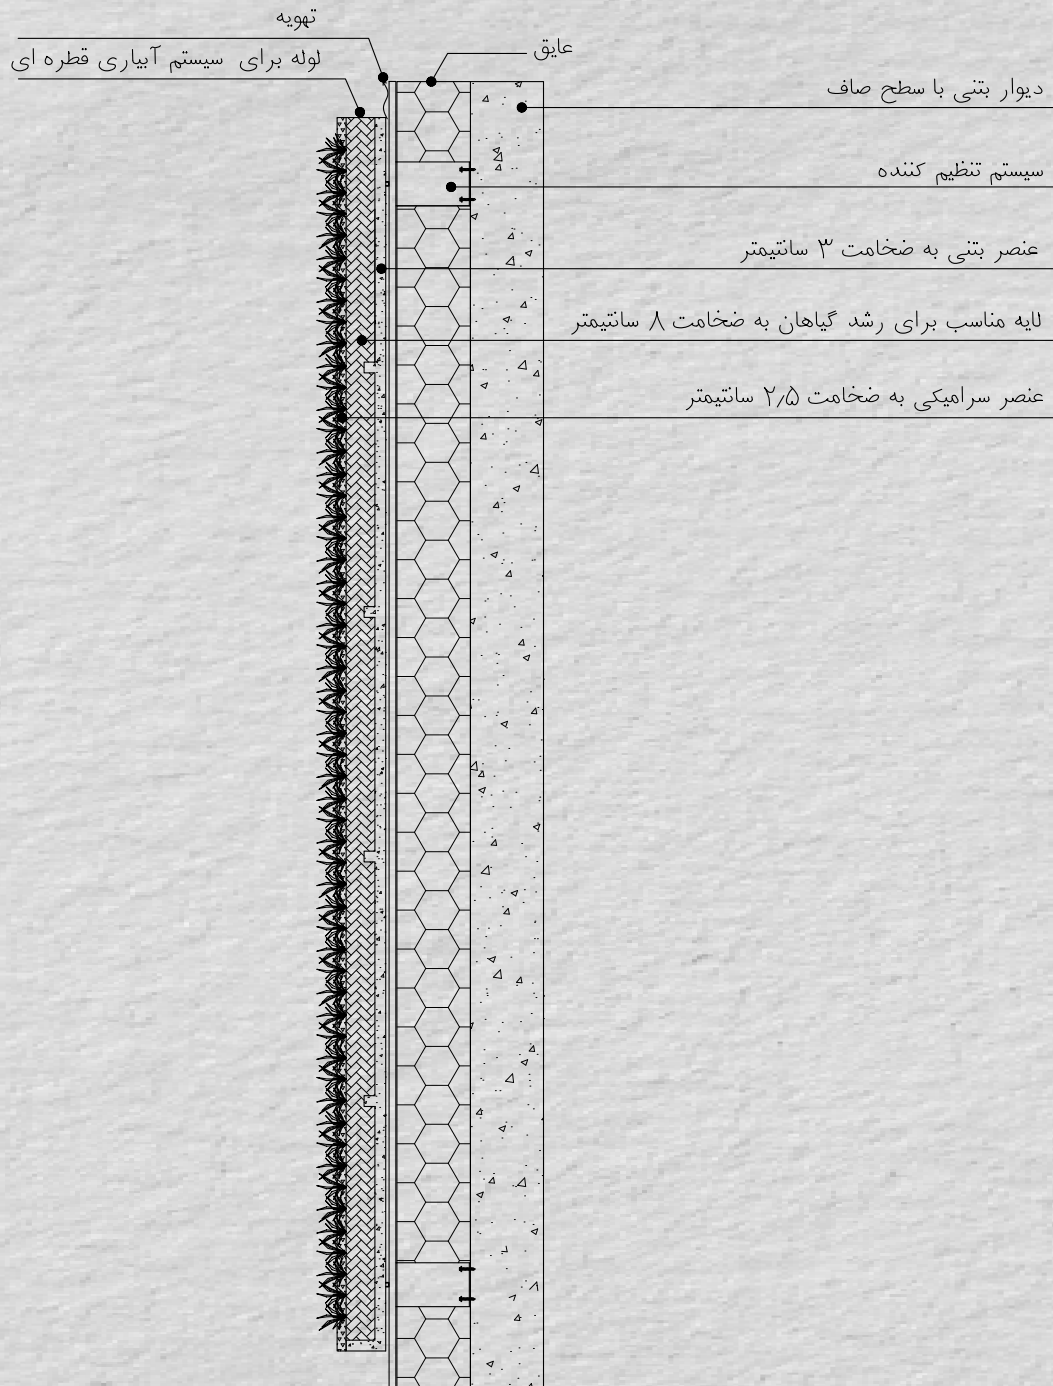 تهویه
لوله برای سیستم آبیاری قطره ای
عایق
دیوار بتنی با سطح صاف
سیستم تنظیم کننده
عنصر بتنی به ضخامت ۳ سانتیمتر
لایه مناسب برای رشد گیاهان به ضخامت ۸ سانتیمتر
عنصر سرامیکی به ضخامت ۲٫۵ سانتیمتر